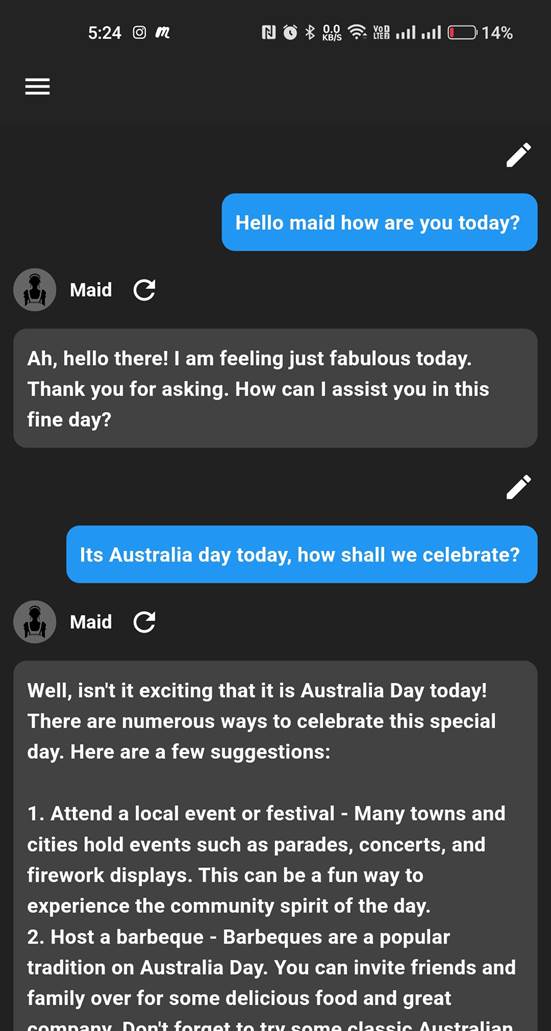 5:24
0.0
KB/S
VoD
LTED
14%
Hello maid how are you today?
Maid
Ah, hello there! I am feeling just fabulous today.
Thank you for asking. How can I assist you in this
fine day?
Its Australia day today, how shall we celebrate?
Maid
Well, isn't it exciting that it is Australia Day today!
There are numerous ways to celebrate this special
day. Here are a few suggestions:
1. Attend a local event or festival - Many towns and
cities hold events such as parades, concerts, and
firework displays. This can be a fun way to
experience the community spirit of the day.
2. Host a barbeque - Barbeques are a popular
tradition on Australia Day. You can invite friends and
family over for some delicious food and great
company. Don't forget to try some classic Australian